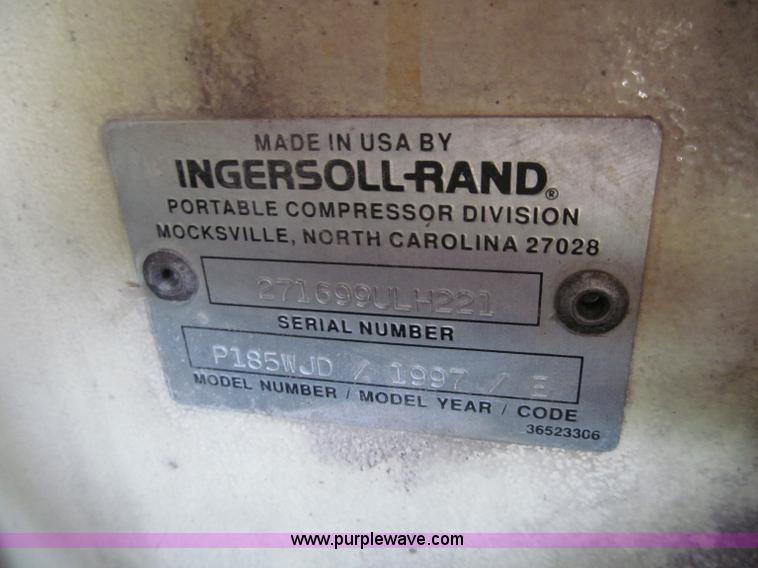 MADE IN USA BY
INGERSOLL-RAND®
PORTABLE COMPRESSOR DIVISION
MOCKSVILLE, NORTH CAROLINA 27028
271699ULH221
SERIAL NUMBER
P185WJD / 1997 / E
MODEL NUMBER / MODEL YEAR / CODE
36523306
www.purplewave.com